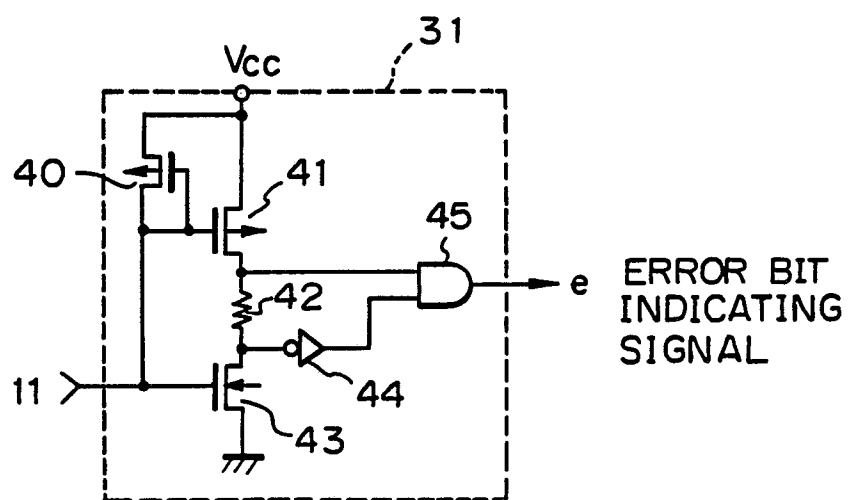 31
Vcc
40
41
45
42
e
ERROR BIT
INDICATING
SIGNAL
11
44
43